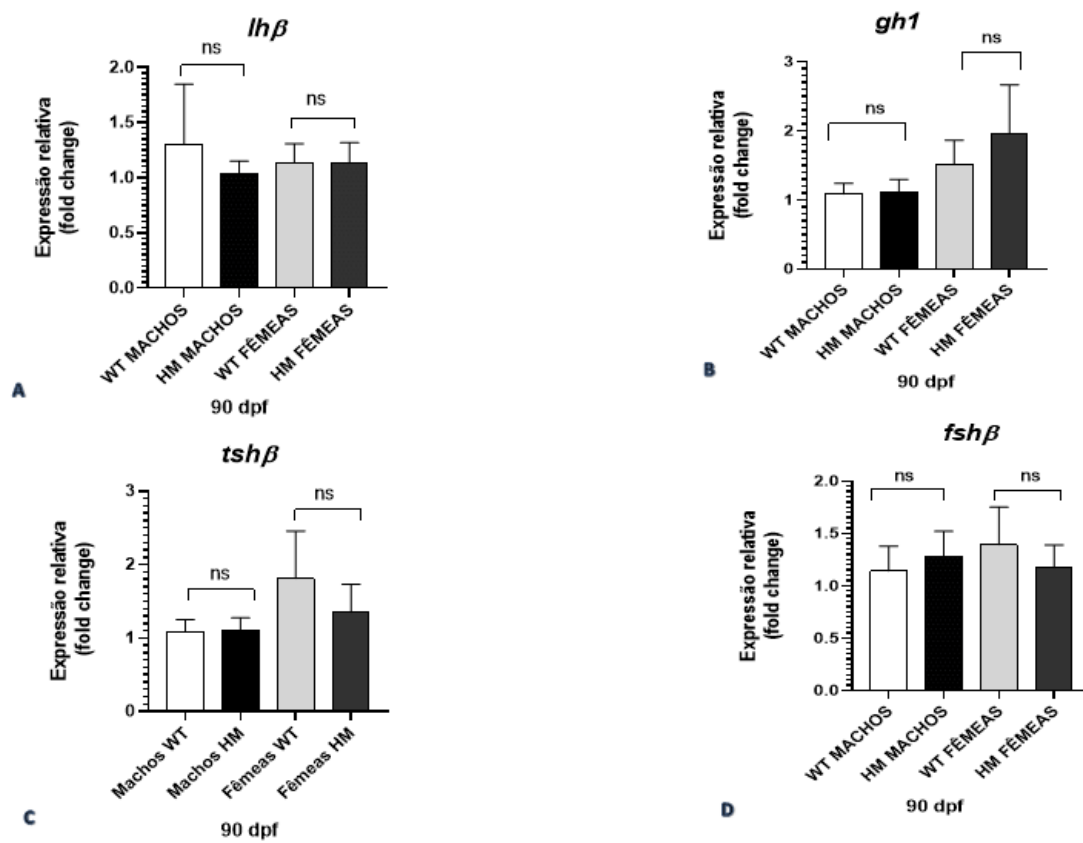 lhβ
ns
ns
2.0
1.5
1.0
0.5
0.0
Expressão relativa
(fold change)
WT MACHOS
HM MACHOS
WT FÊMEAS
HM FÊMEAS
90 dpf
A
gh1
ns
ns
3
2
1
0
Expressão relativa
(fold change)
WT MACHOS
HM MACHOS
WT FÊMEAS
HM FÊMEAS
90 dpf
B
tshβ
ns
ns
3
2
1
0
Expressão relativa
(fold change)
Machos WT
Machos HM
Fêmeas WT
Fêmeas HM
90 dpf
C
fshβ
ns
ns
2.0
1.5
1.0
0.5
0.0
Expressão relativa
(fold change)
WT MACHOS
HM MACHOS
WT FÊMEAS
HM FÊMEAS
90 dpf
D